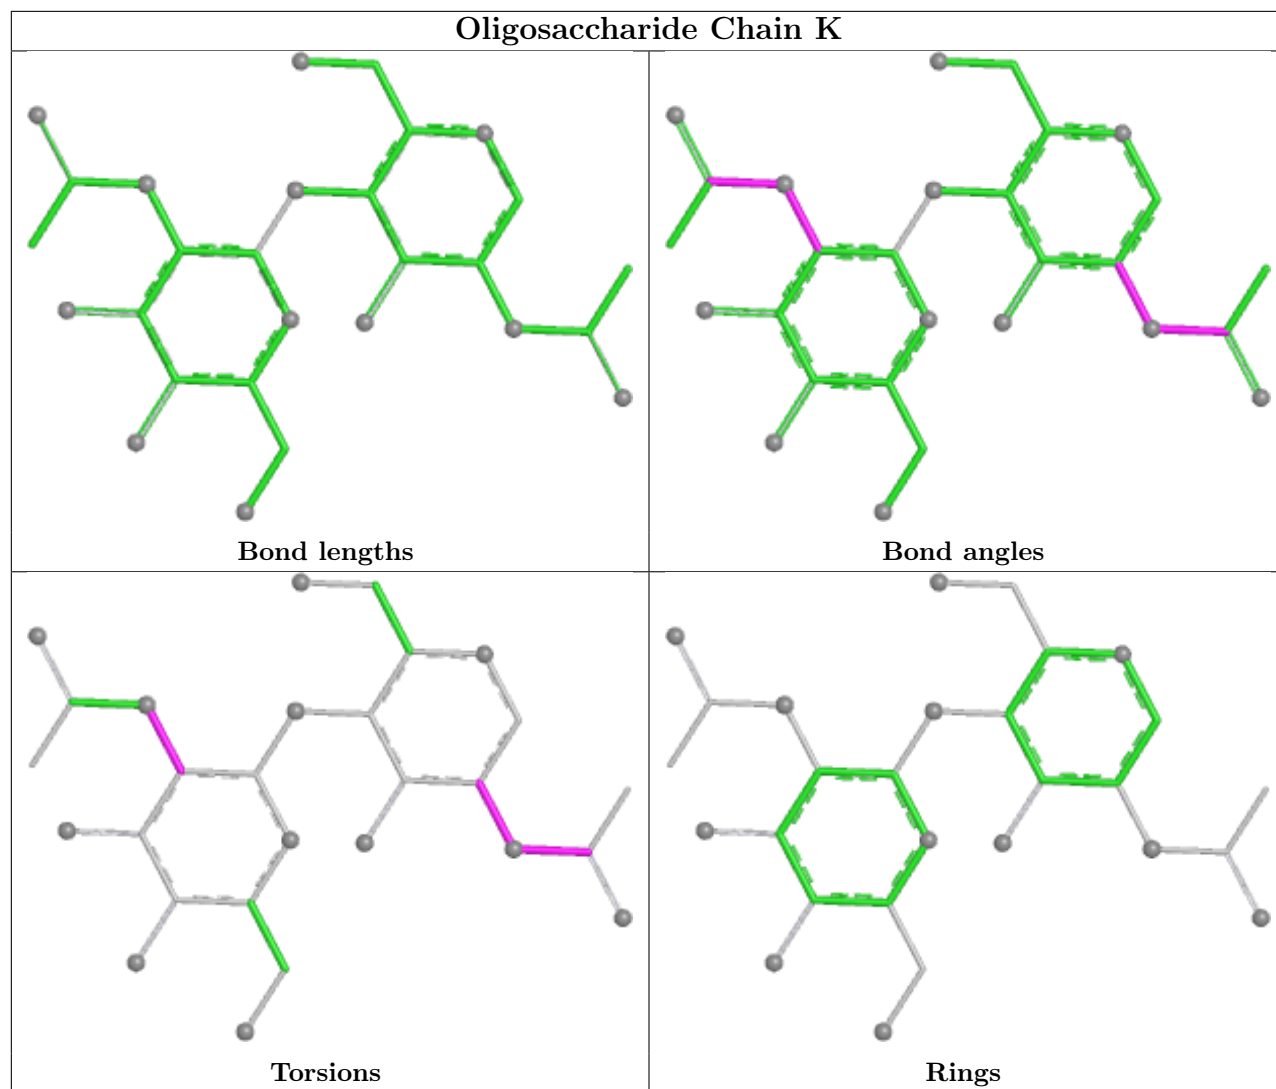 Oligosaccharide Chain K
Bond lengths
Bond angles
Torsions
Rings